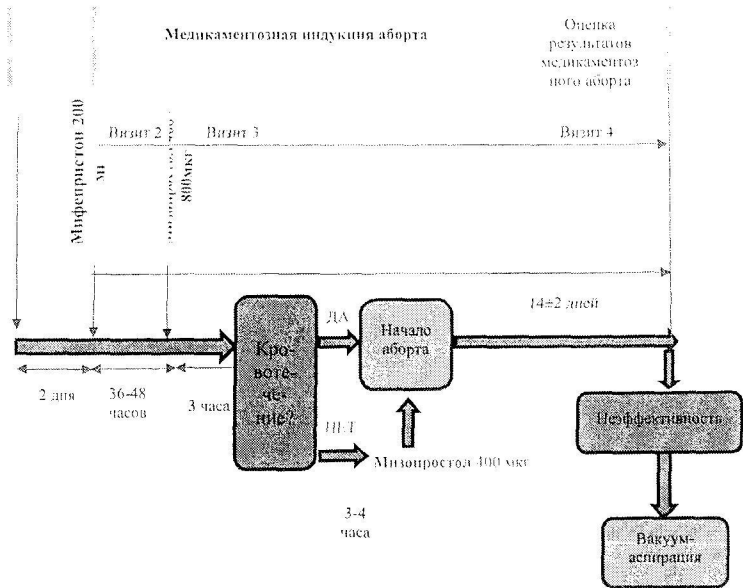 Медикаментозная индукция аборта
Оценка
результатов
медикаментоз
ного аборта
Визит 2
Визит 3
Визит 4
Мифепристон 200
мг
800мкг
14±2 дней
ДА
Начало
аборта
Кро-
воте-
че-
ние?
2 дня
36-48
часов
3 часа
НЕТ
Мизопростол 400 мкг
3-4
часа
Неэффективность
Вакуум-
аспирация